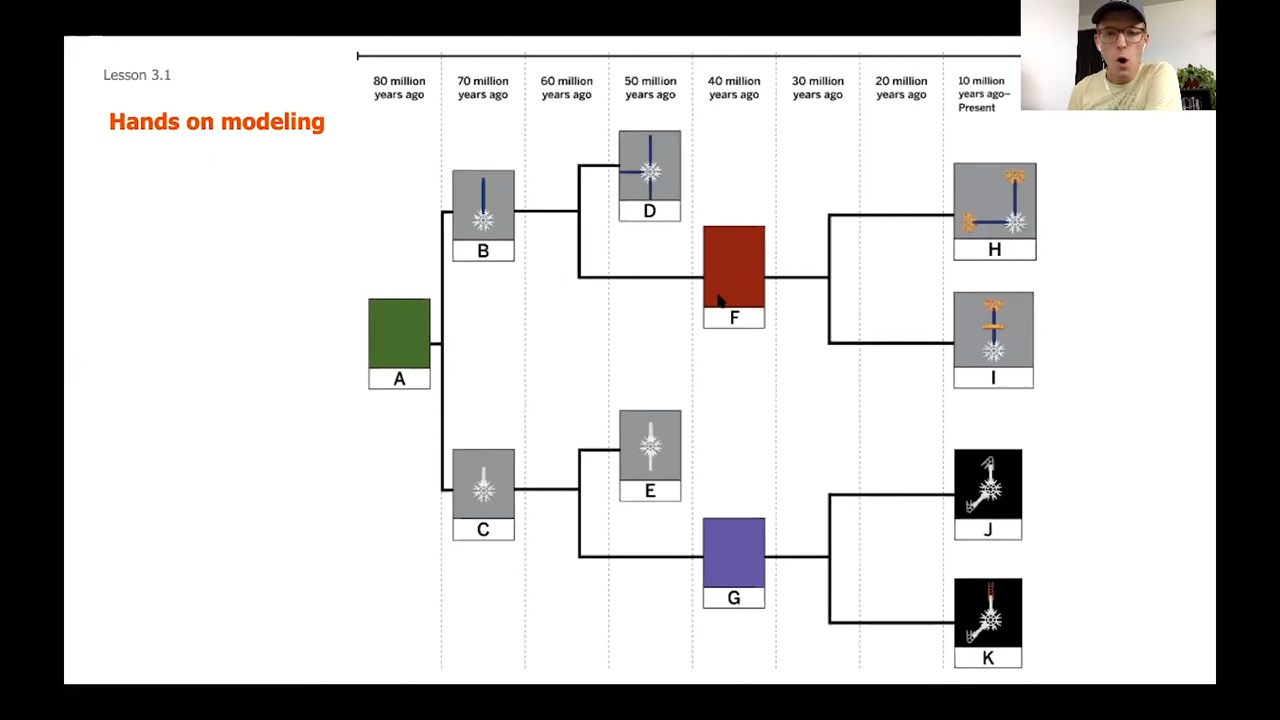 Lesson 3.1
Hands on modeling
80 million
years ago
70 million
years ago
60 million
years ago
50 million
years ago
40 million
years ago
30 million
years ago
20 million
years ago
10 million
years ago–
Present
A
B
C
D
E
F
G
H
I
J
K